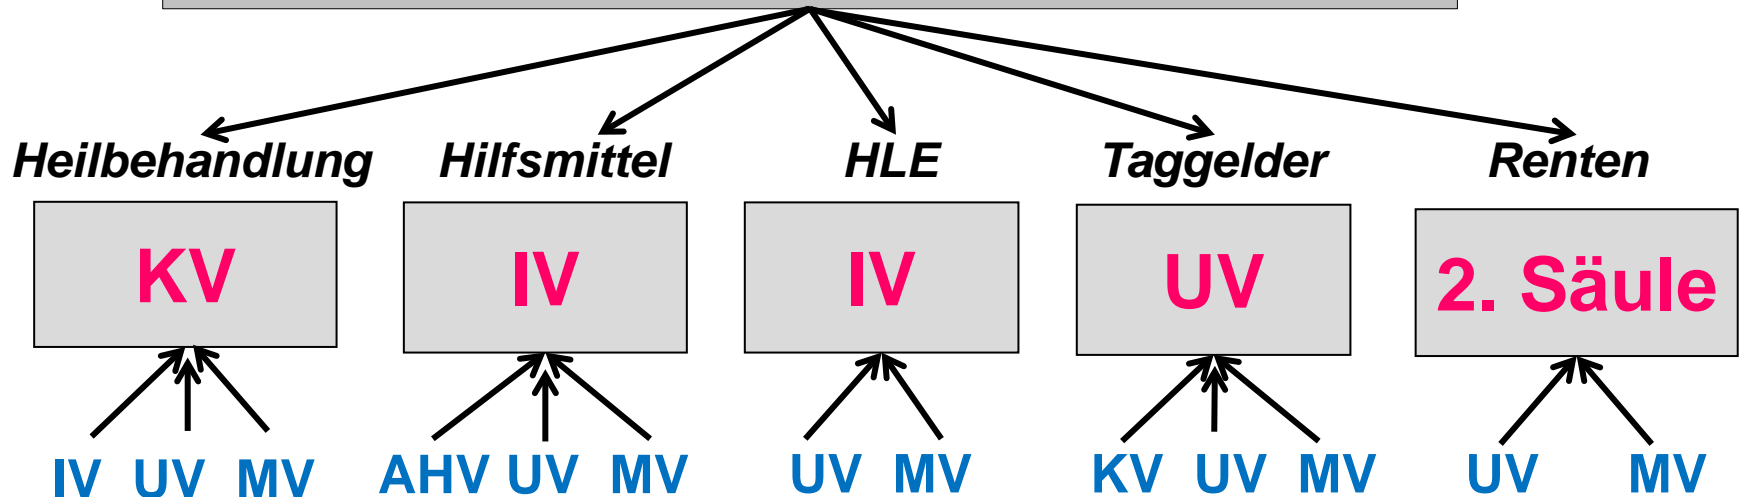 Heilbehandlung Hilfsmittel HLE Taggelder Renten
KV IV IV UV 2. Säule
IV UV MV AHV UV MV UV MV KV UV MV UV MV